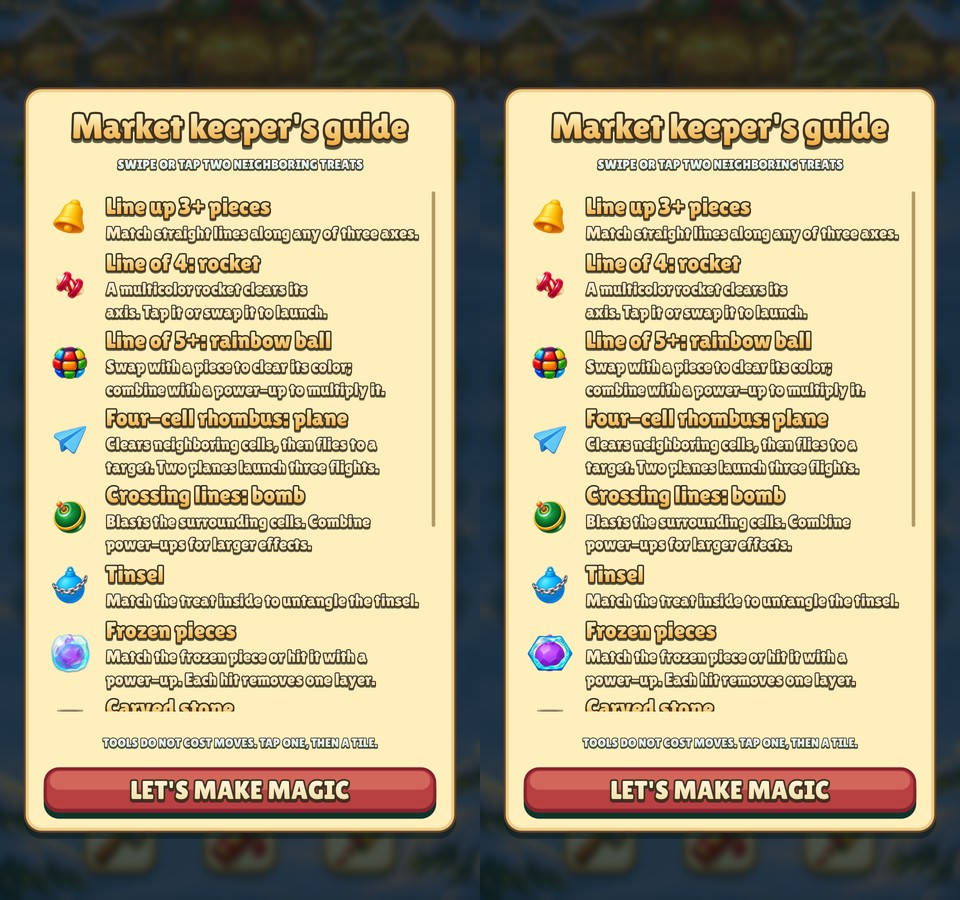 Market keeper's guide
SWIPE OR TAP TWO NEIGHBORING TREATS
Line up 3+ pieces
Match straight lines along any of three axes.
Line of 4: rocket
A multicolor rocket clears its
axis. Tap it or swap it to launch.
Line of 5+: rainbow ball
Swap with a piece to clear its color;
combine with a power-up to multiply it.
Four-cell rhombus: plane
Clears neighboring cells, then flies to a
target. Two planes launch three flights.
Crossing lines: bomb
Blasts the surrounding cells. Combine
power-ups for larger effects.
Tinsel
Match the treat inside to untangle the tinsel.
Frozen pieces
Match the frozen piece or hit it with a
power-up. Each hit removes one layer.
Carved stone
TOOLS DO NOT COST MOVES. TAP ONE, THEN A TILE.
LET'S MAKE MAGIC
Market keeper's guide
SWIPE OR TAP TWO NEIGHBORING TREATS
Line up 3+ pieces
Match straight lines along any of three axes.
Line of 4: rocket
A multicolor rocket clears its
axis. Tap it or swap it to launch.
Line of 5+: rainbow ball
Swap with a piece to clear its color;
combine with a power-up to multiply it.
Four-cell rhombus: plane
Clears neighboring cells, then flies to a
target. Two planes launch three flights.
Crossing lines: bomb
Blasts the surrounding cells. Combine
power-ups for larger effects.
Tinsel
Match the treat inside to untangle the tinsel.
Frozen pieces
Match the frozen piece or hit it with a
power-up. Each hit removes one layer.
Carved stone
TOOLS DO NOT COST MOVES. TAP ONE, THEN A TILE.
LET'S MAKE MAGIC